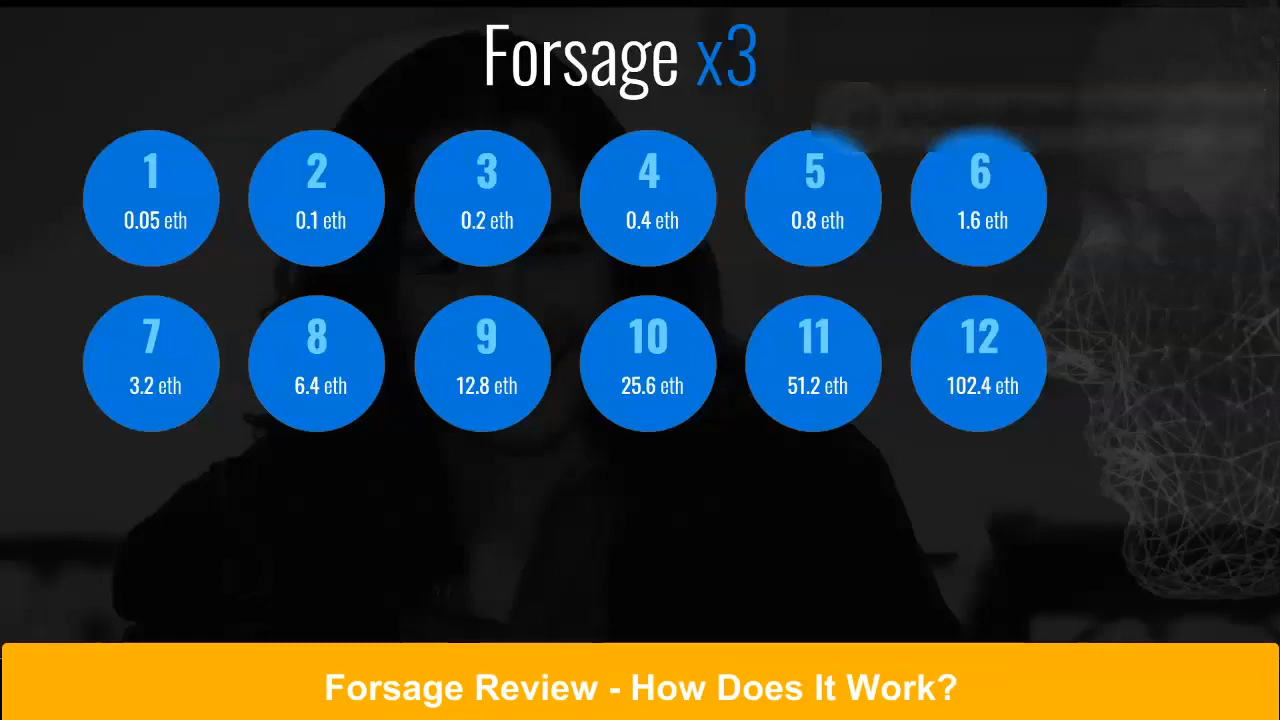 Forsage x3
1 2 3 4 5 6
0.05 eth 0.1 eth 0.2 eth 0.4 eth 0.8 eth 1.6 eth
7 8 9 10 11 12
3.2 eth 6.4 eth 12.8 eth 25.6 eth 51.2 eth 102.4 eth
Forsage Review - How Does It Work?